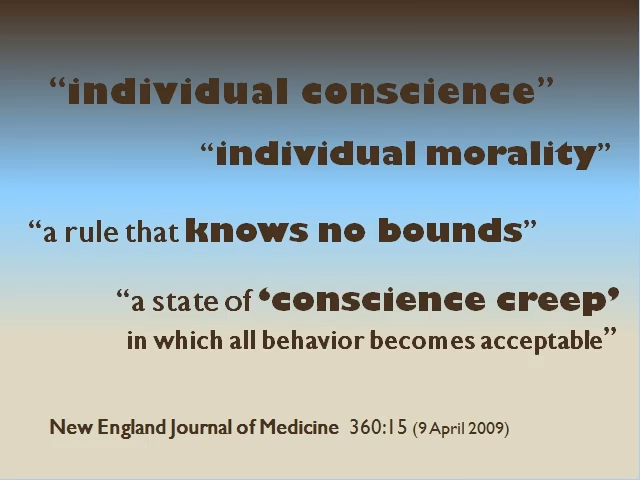 “individual conscience”
“individual morality”
“a rule that knows no bounds”
“a state of ‘conscience creep’
in which all behavior becomes acceptable”
New England Journal of Medicine 360:15 (9 April 2009)